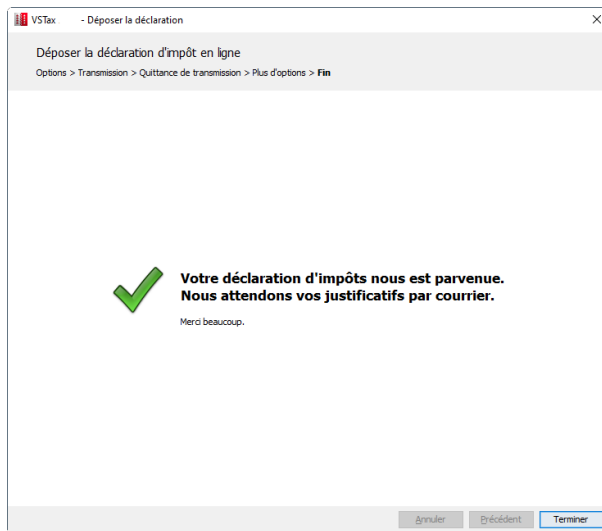 VSTax - Déposer la déclaration
Déposer la déclaration d'impôt en ligne
Options > Transmission > Quittance de transmission > Plus d'options > Fin
Votre déclaration d'impôts nous est parvenue.
Nous attendons vos justificatifs par courrier.
Merci beaucoup.
Annuler Précédent Terminer